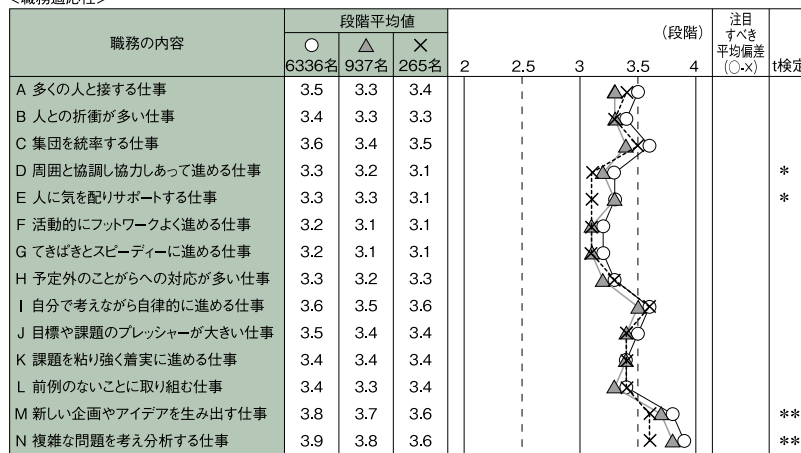 <職務適応性>
職務の内容 段階平均値 (段階) 注目すべき平均偏差(○-×) t検定
○ ▲ ×
6336名 937名 265名 2 2.5 3 3.5 4
A 多くの人と接する仕事 3.5 3.3 3.4
B 人との折衝が多い仕事 3.4 3.3 3.3
C 集団を統率する仕事 3.6 3.4 3.5
D 周囲と協調し協力しあって進める仕事 3.3 3.2 3.1 *
E 人に気を配りサポートする仕事 3.3 3.3 3.1 *
F 活動的にフットワークよく進める仕事 3.2 3.1 3.1
G てきぱきとスピーディーに進める仕事 3.2 3.1 3.1
H 予定外のことがらへの対応が多い仕事 3.3 3.2 3.3
I 自分で考えながら自律的に進める仕事 3.6 3.5 3.6
J 目標や課題のプレッシャーが大きい仕事 3.5 3.4 3.4
K 課題を粘り強く着実に進める仕事 3.4 3.4 3.4
L 前例のないことに取り組む仕事 3.4 3.3 3.4
M 新しい企画やアイデアを生み出す仕事 3.8 3.7 3.6 **
N 複雑な問題を考え分析する仕事 3.9 3.8 3.6 **